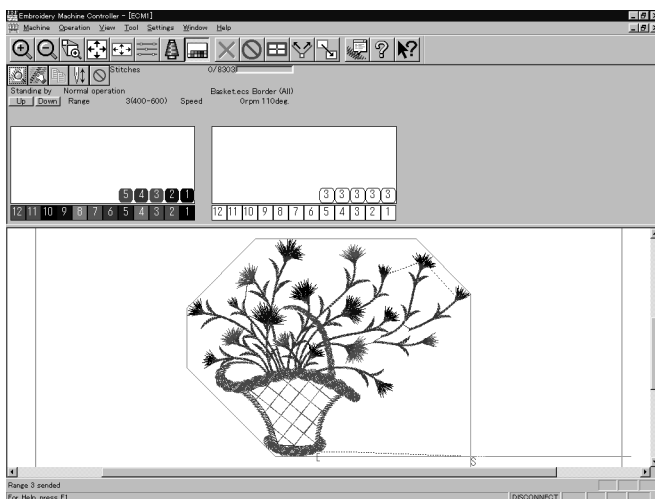 Embroidery Machine Controller - [ECM1]
Machine Operation View Tool Settings Window Help
Stitches 0/8303
Standing by Normal operation Basket.ecs Border (All)
Up Down Range 3(400-600) Speed 0rpm 110deg.
5 4 3 2 1 3 3 3 3 3
12 11 10 9 8 7 6 5 4 3 2 1 12 11 10 9 8 7 6 5 4 3 2 1
S
Range 3 sended
For Help, press F1 DISCONNECT